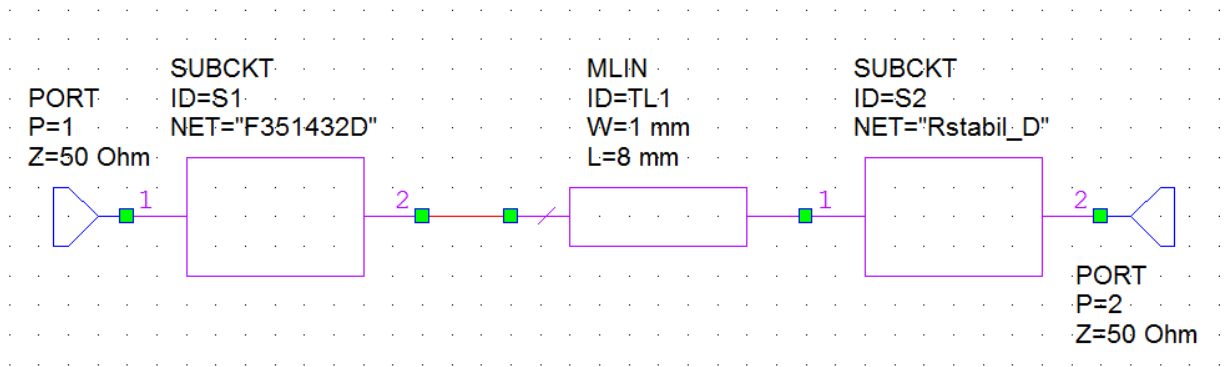 PORT
P=1
Z=50 Ohm
1
SUBCKT
ID=S1
NET="F351432D"
2
MLIN
ID=TL1
W=1 mm
L=8 mm
SUBCKT
ID=S2
NET="Rstabil_D"
1
2
PORT
P=2
Z=50 Ohm